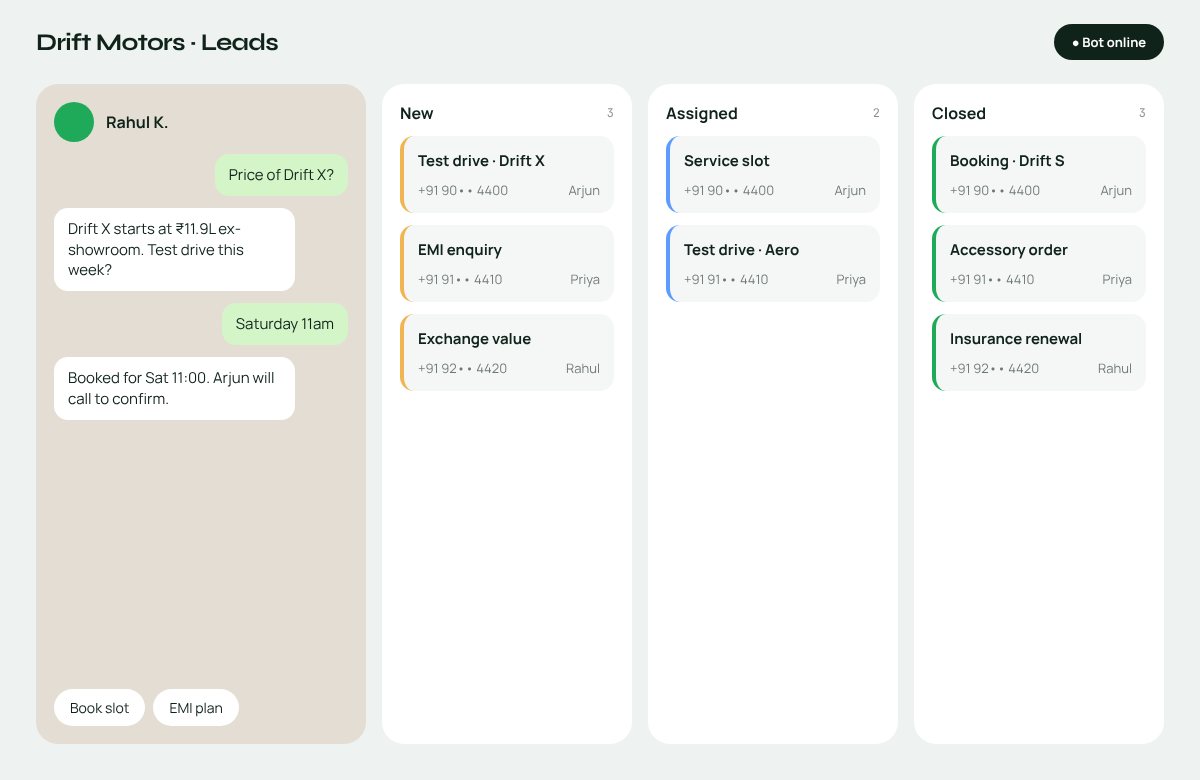 Drift Motors · Leads
● Bot online
Rahul K.
Price of Drift X?
Drift X starts at ₹11.9L ex-
showroom. Test drive this
week?
Saturday 11am
Booked for Sat 11:00. Arjun will
call to confirm.
Book slot
EMI plan
New
3
Test drive · Drift X
+91 90•• 4400
Arjun
EMI enquiry
+91 91•• 4410
Priya
Exchange value
+91 92•• 4420
Rahul
Assigned
2
Service slot
+91 90•• 4400
Arjun
Test drive · Aero
+91 91•• 4410
Priya
Closed
3
Booking · Drift S
+91 90•• 4400
Arjun
Accessory order
+91 91•• 4410
Priya
Insurance renewal
+91 92•• 4420
Rahul